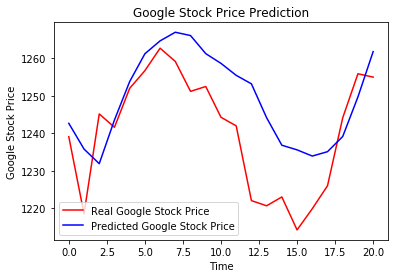 Google Stock Price Prediction
Google Stock Price
1260
1250
1240
1230
1220
Real Google Stock Price
Predicted Google Stock Price
0.0 2.5 5.0 7.5 10.0 12.5 15.0 17.5 20.0
Time